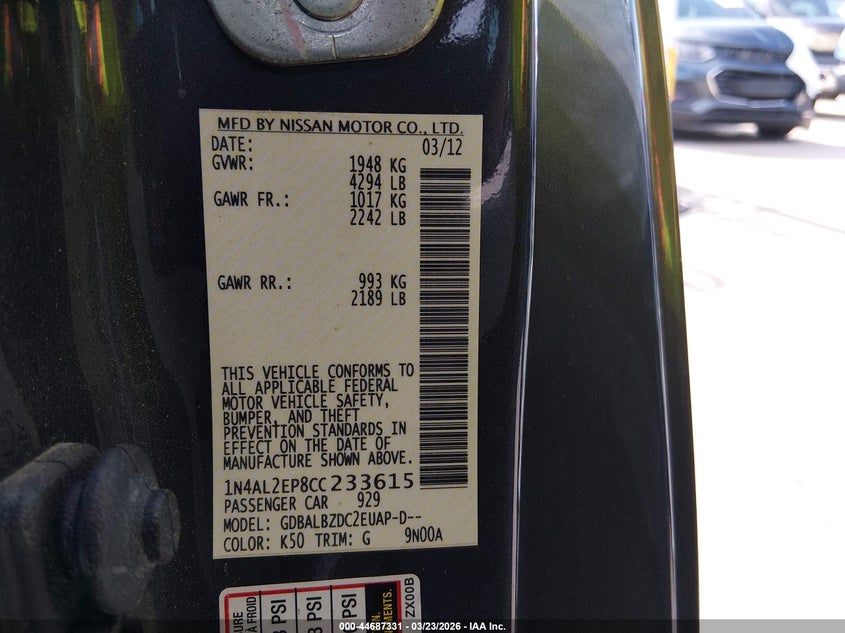 MFD BY NISSAN MOTOR CO., LTD.
DATE: 03/12
GVWR: 1948 KG
4294 LB
GAWR FR.: 1017 KG
2242 LB
GAWR RR.: 993 KG
2189 LB
THIS VEHICLE CONFORMS TO
ALL APPLICABLE FEDERAL
MOTOR VEHICLE SAFETY,
BUMPER, AND THEFT
PREVENTION STANDARDS IN
EFFECT ON THE DATE OF
MANUFACTURE SHOWN ABOVE.
1N4AL2EP8CC233615
PASSENGER CAR 929
MODEL: GDBALBZDC2EUAP-D--
COLOR: K50 TRIM: G 9N00A
À FROID
PSI
PSI
PSI
ZX00B
000-44687331 - 03/23/2026 - IAA Inc.